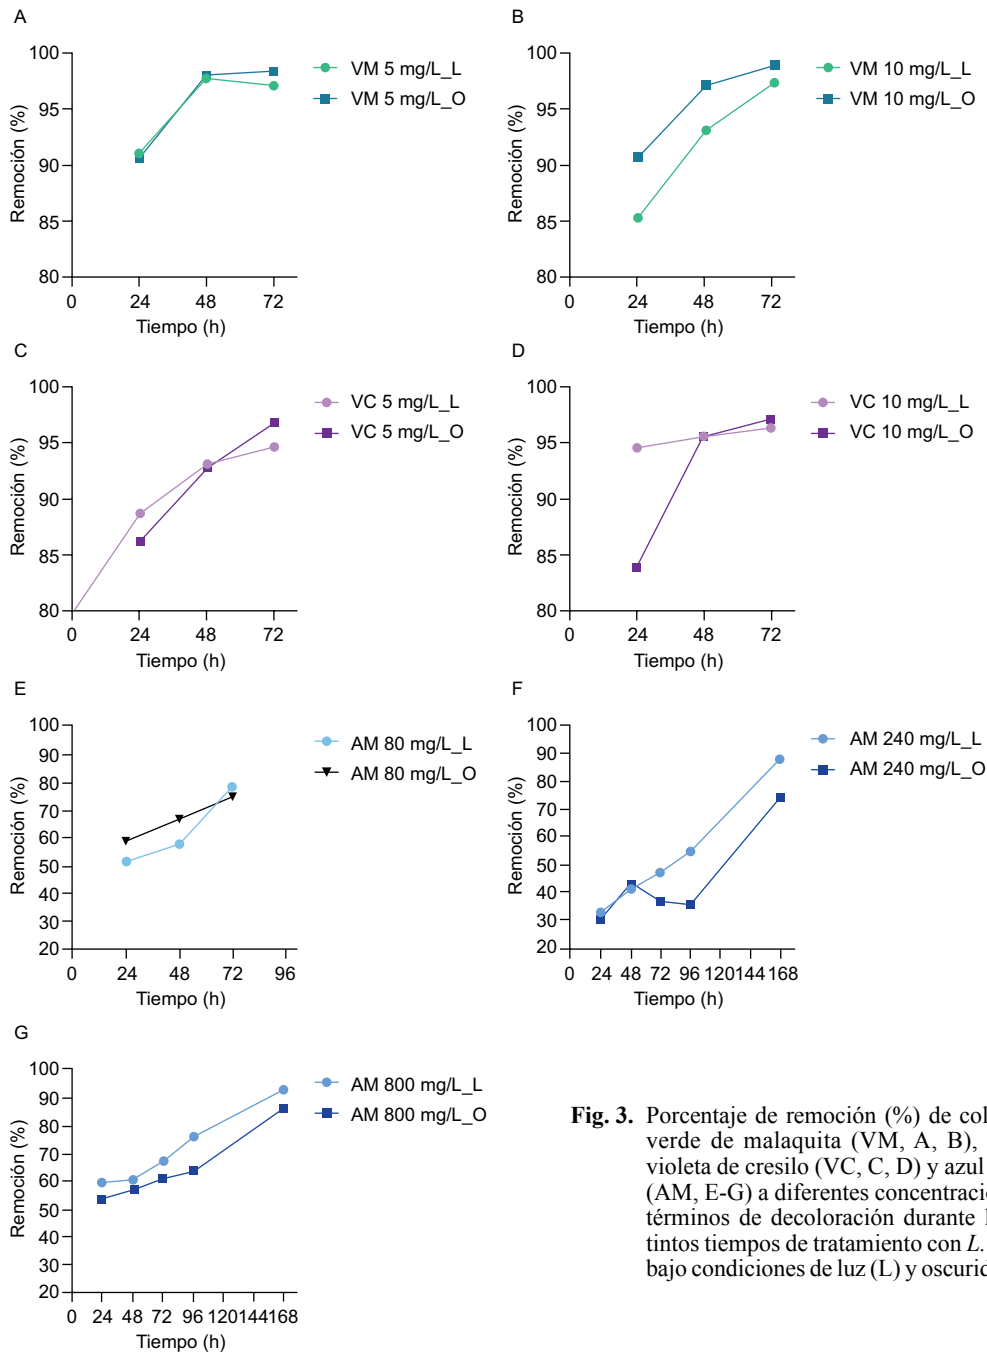 A
100
95
90
85
80
0 24 48 72
Remoción (%)
Tiempo (h)
VM 5 mg/L_L
VM 5 mg/L_O
B
100
95
90
85
80
0 24 48 72
Remoción (%)
Tiempo (h)
VM 10 mg/L_L
VM 10 mg/L_O
C
100
95
90
85
80
0 24 48 72
Remoción (%)
Tiempo (h)
VC 5 mg/L_L
VC 5 mg/L_O
D
100
95
90
85
80
0 24 48 72
Remoción (%)
Tiempo (h)
VC 10 mg/L_L
VC 10 mg/L_O
E
100
90
80
70
60
50
40
30
20
0 24 48 72 96
Remoción (%)
Tiempo (h)
AM 80 mg/L_L
AM 80 mg/L_O
F
100
90
80
70
60
50
40
30
20
0 24 48 72 96 120 144 168
Remoción (%)
Tiempo (h)
AM 240 mg/L_L
AM 240 mg/L_O
G
100
90
80
70
60
50
40
30
20
0 24 48 72 96 120 144 168
Remoción (%)
Tiempo (h)
AM 800 mg/L_L
AM 800 mg/L_O
Fig. 3. Porcentaje de remoción (%) de col
verde de malaquita (VM, A, B),
violeta de cresilo (VC, C, D) y azul
(AM, E-G) a diferentes concentraci
términos de decoloración durante l
tintos tiempos de tratamiento con L.
bajo condiciones de luz (L) y oscurid